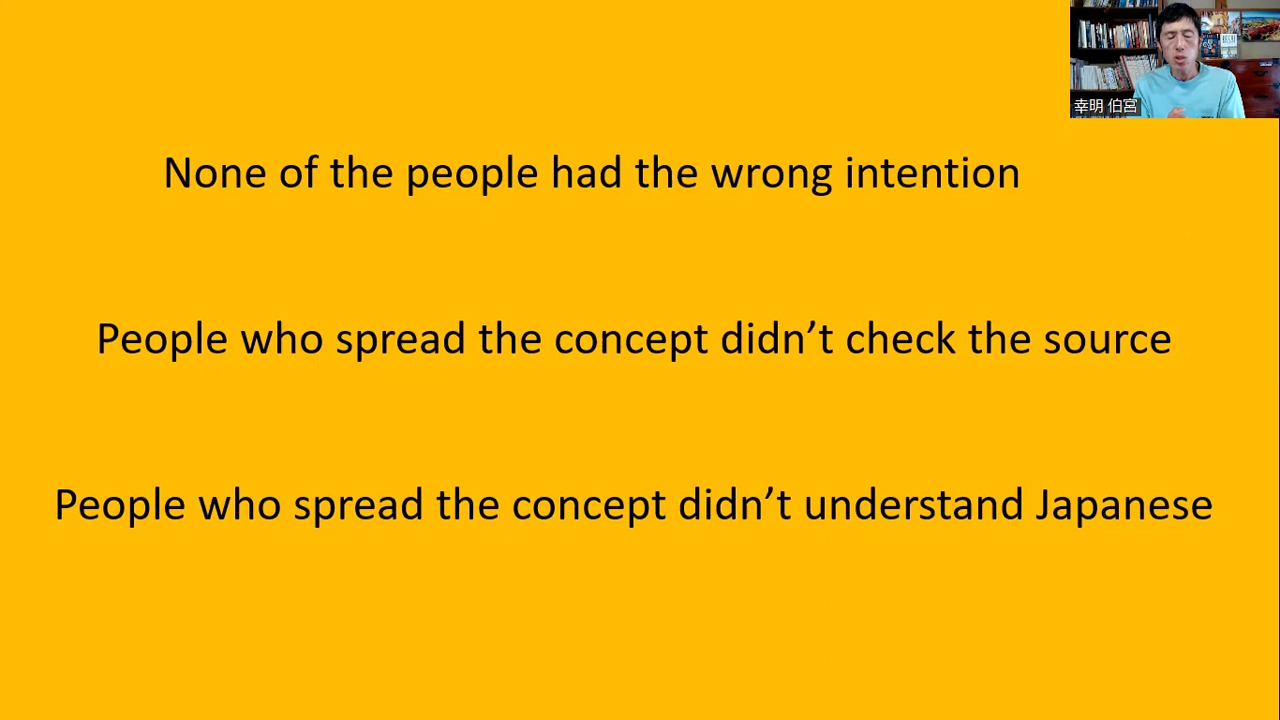 幸明 伯宮
None of the people had the wrong intention
People who spread the concept didn’t check the source
People who spread the concept didn’t understand Japanese